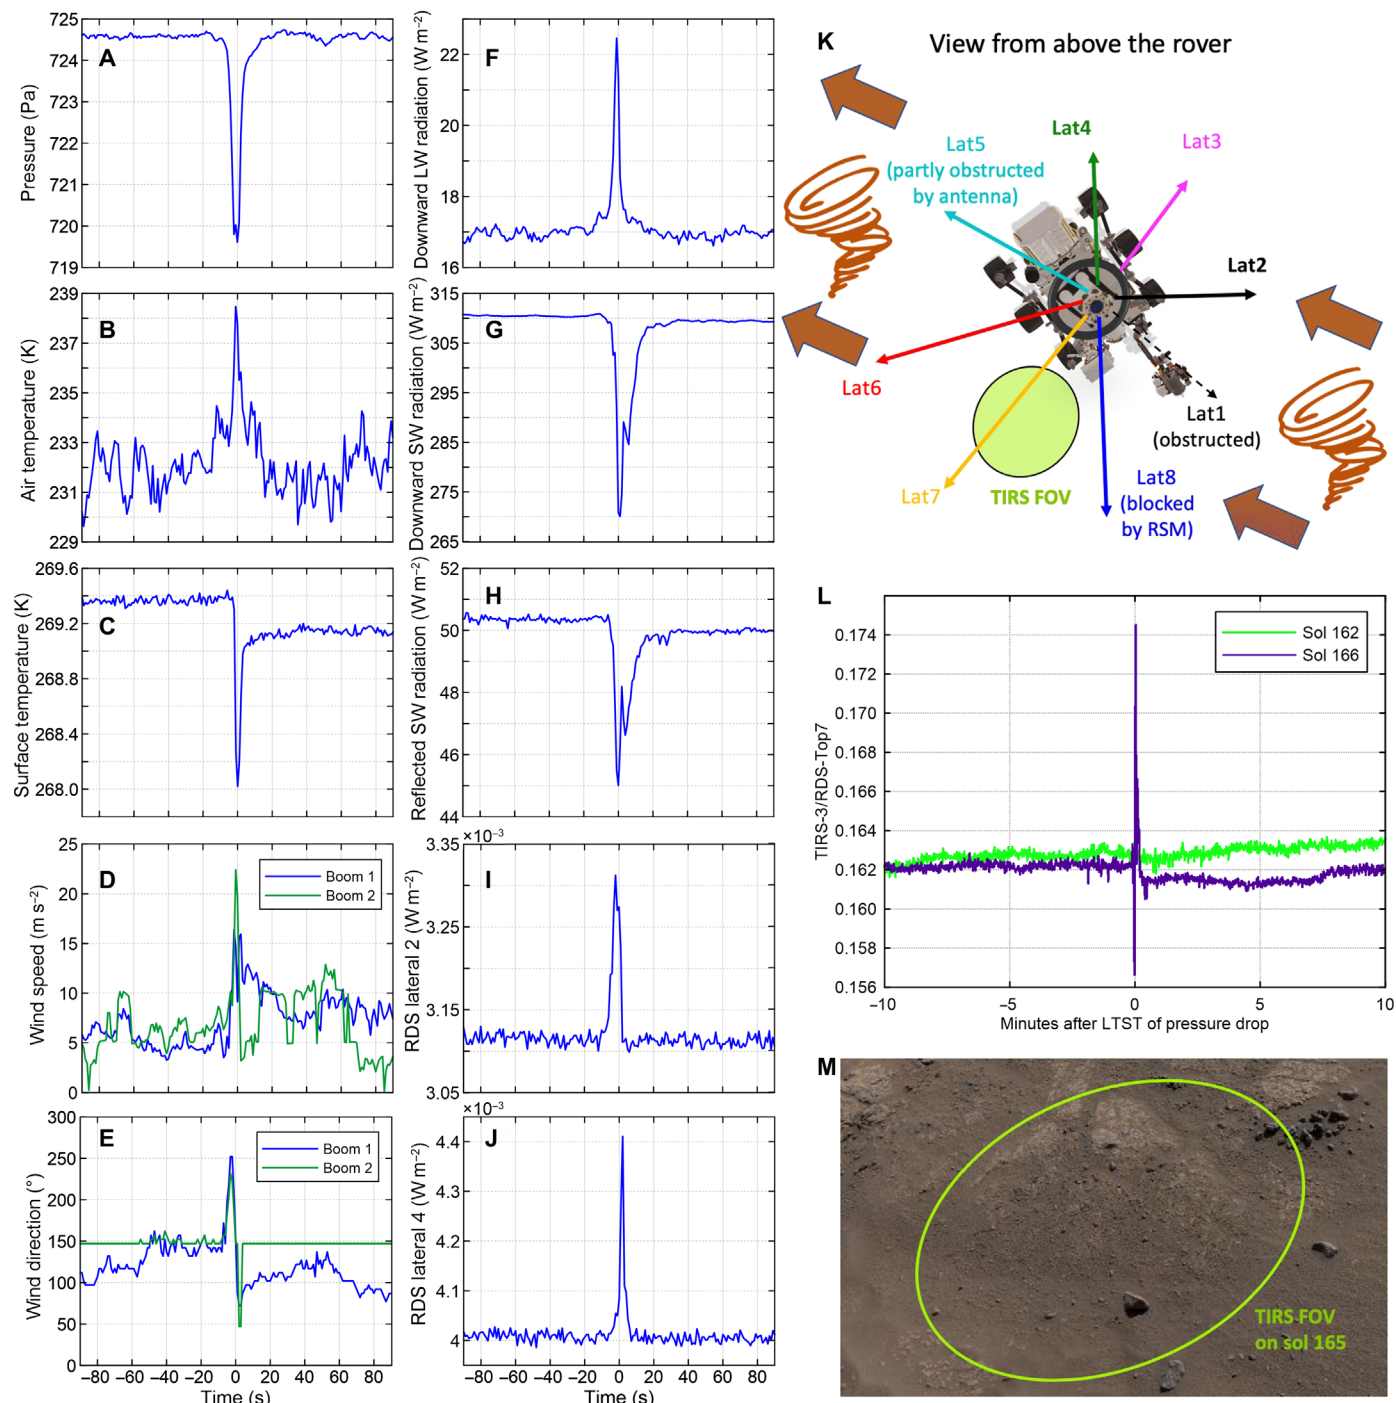 A
Pressure (Pa)
725
724
723
722
721
720
719
B
Air temperature (K)
239
237
235
233
231
229
C
Surface temperature (K)
269.6
269.2
268.8
268.4
268.0
D
Wind speed (m s⁻²)
25
20
15
10
5
0
Boom 1
Boom 2
E
Wind direction (°)
300
250
200
150
100
50
0
Boom 1
Boom 2
−80 −60 −40 −20 0 20 40 60 80
Time (s)
F
Downward LW radiation (W m⁻²)
22
20
18
16
G
Downward SW radiation (W m⁻²)
315
305
295
285
275
265
H
Reflected SW radiation (W m⁻²)
52
50
48
46
44
I
×10⁻³
RDS lateral 2 (W m⁻²)
3.35
3.25
3.15
3.05
J
×10⁻³
RDS lateral 4 (W m⁻²)
4.4
4.3
4.2
4.1
4
−80 −60 −40 −20 0 20 40 60 80
Time (s)
K
View from above the rover
Lat4
Lat3
Lat5
(partly obstructed
by antenna)
Lat2
Lat6
Lat1
(obstructed)
Lat7
TIRS FOV
Lat8
(blocked
by RSM)
L
TIRS-3/RDS-Top7
0.174
0.172
0.170
0.168
0.166
0.164
0.162
0.160
0.158
0.156
Sol 162
Sol 166
−10 −5 0 5 10
Minutes after LTST of pressure drop
M
TIRS FOV
on sol 165